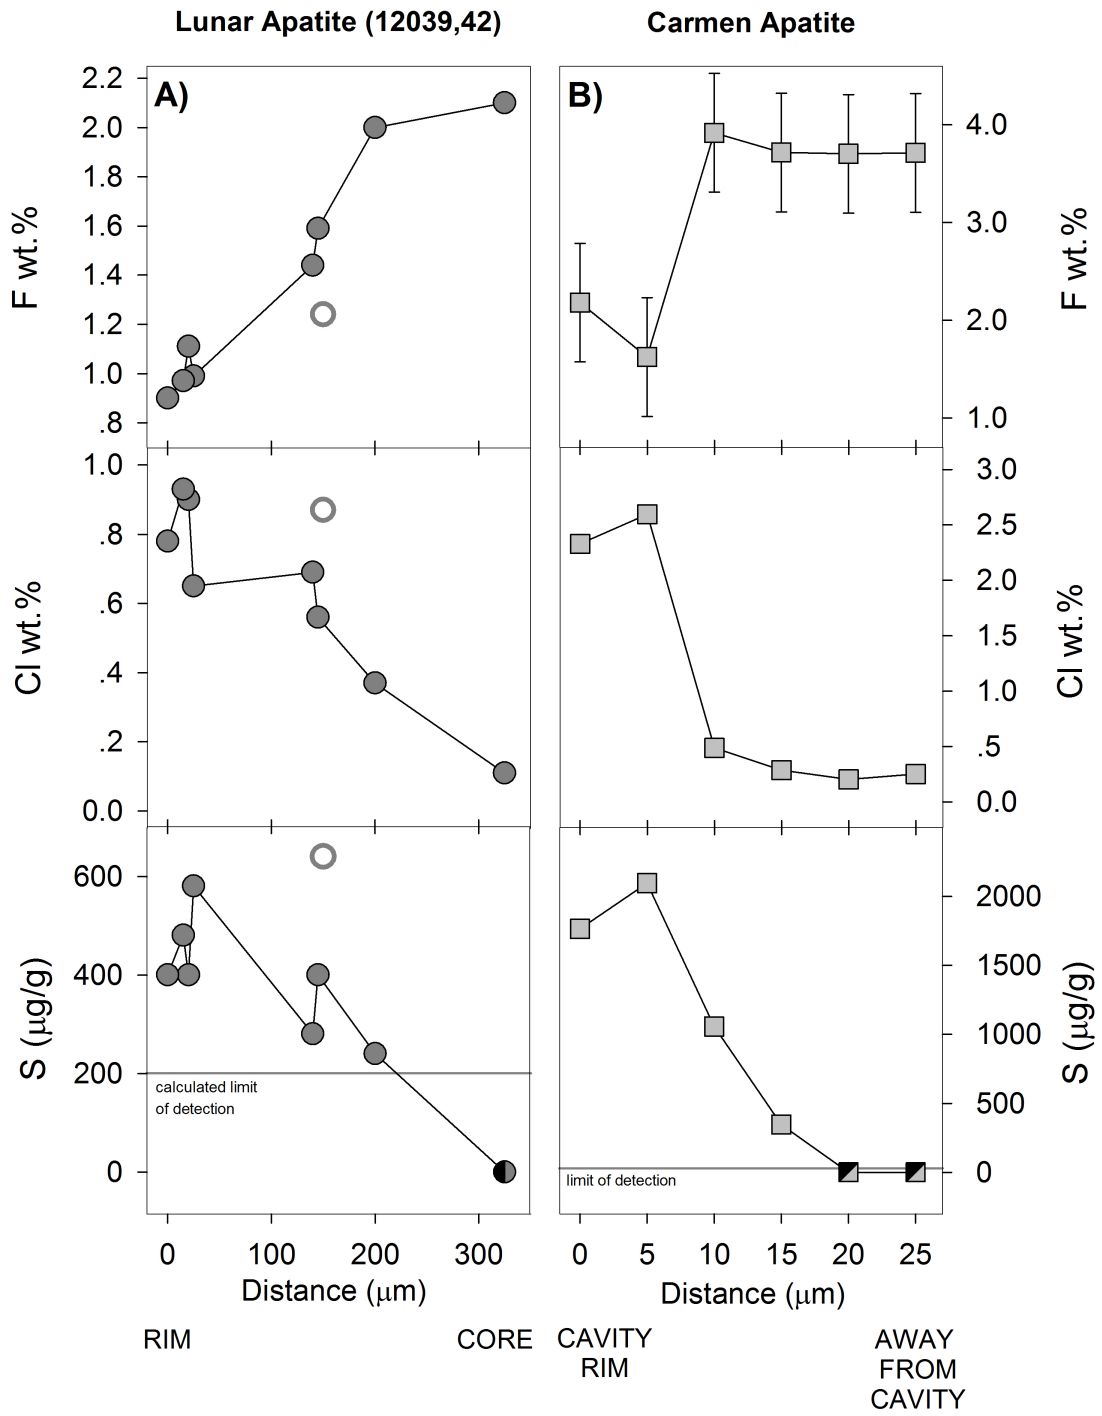 Lunar Apatite (12039,42)
Carmen Apatite
A)
B)
F wt.%
2.2
2.0
1.8
1.6
1.4
1.2
1.0
.8
4.0
3.0
2.0
1.0
F wt.%
Cl wt.%
1.0
.8
.6
.4
.2
0.0
3.0
2.5
2.0
1.5
1.0
.5
0.0
Cl wt.%
S (μg/g)
600
400
200
0
calculated limit
of detection
2000
1500
1000
500
0
S (μg/g)
limit of detection
0 100 200 300
Distance (μm)
0 5 10 15 20 25
Distance (μm)
RIM
CORE
CAVITY
RIM
AWAY
FROM
CAVITY